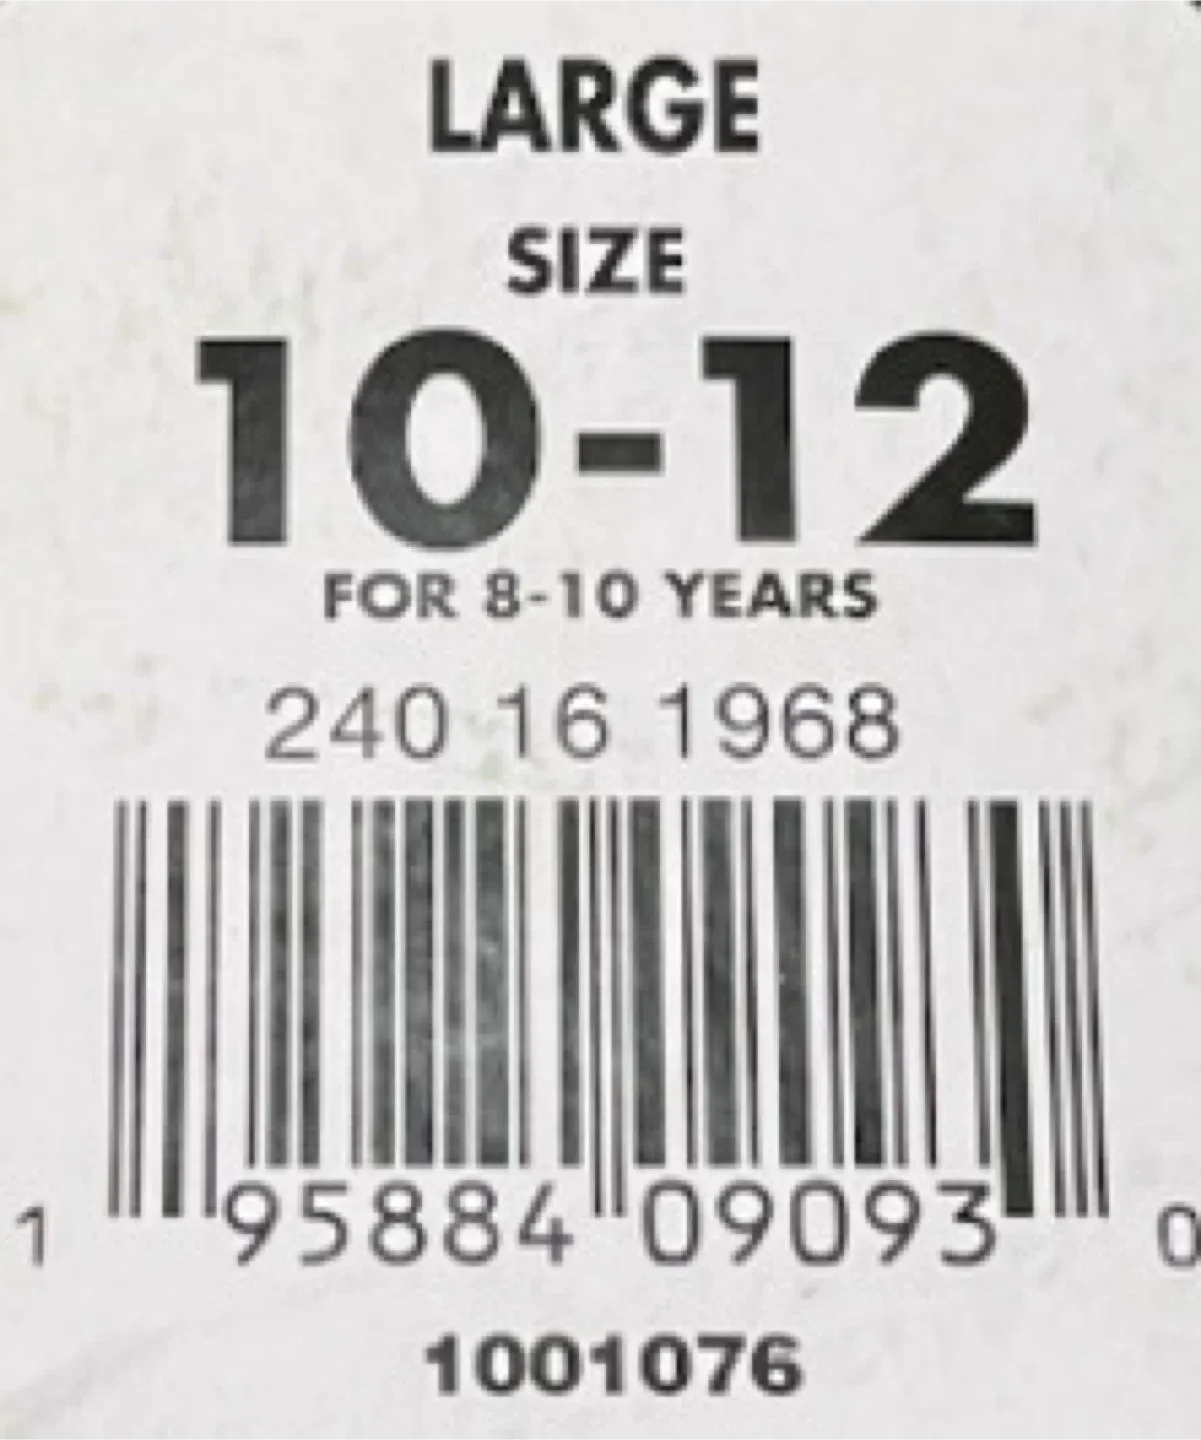 LARGE
SIZE
10-12
FOR 8-10 YEARS
240 16 1968
1 95884 09093 0
1001076